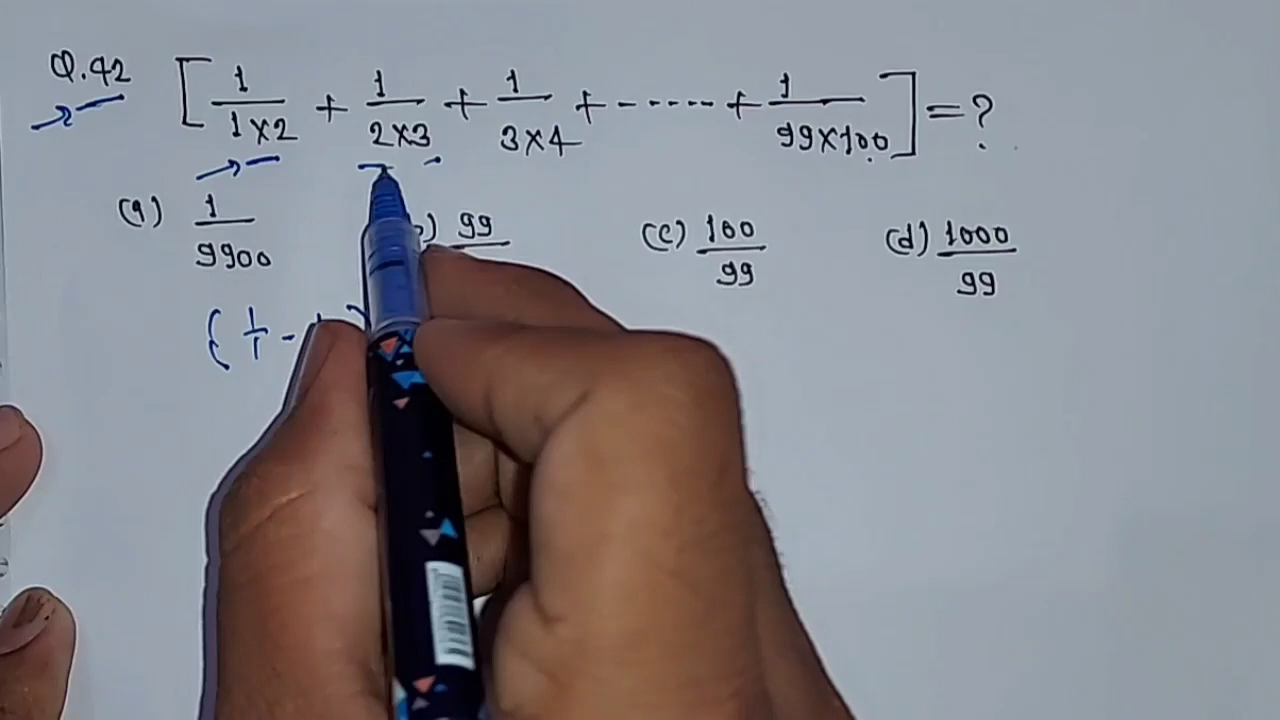 Q.42 [ 1/1×2 + 1/2×3 + 1/3×4 + ------ + 1/99×100 ] = ?
(a) 1/9900 ) 99 (c) 100/99 (d) 1000/99
( 1/1 -